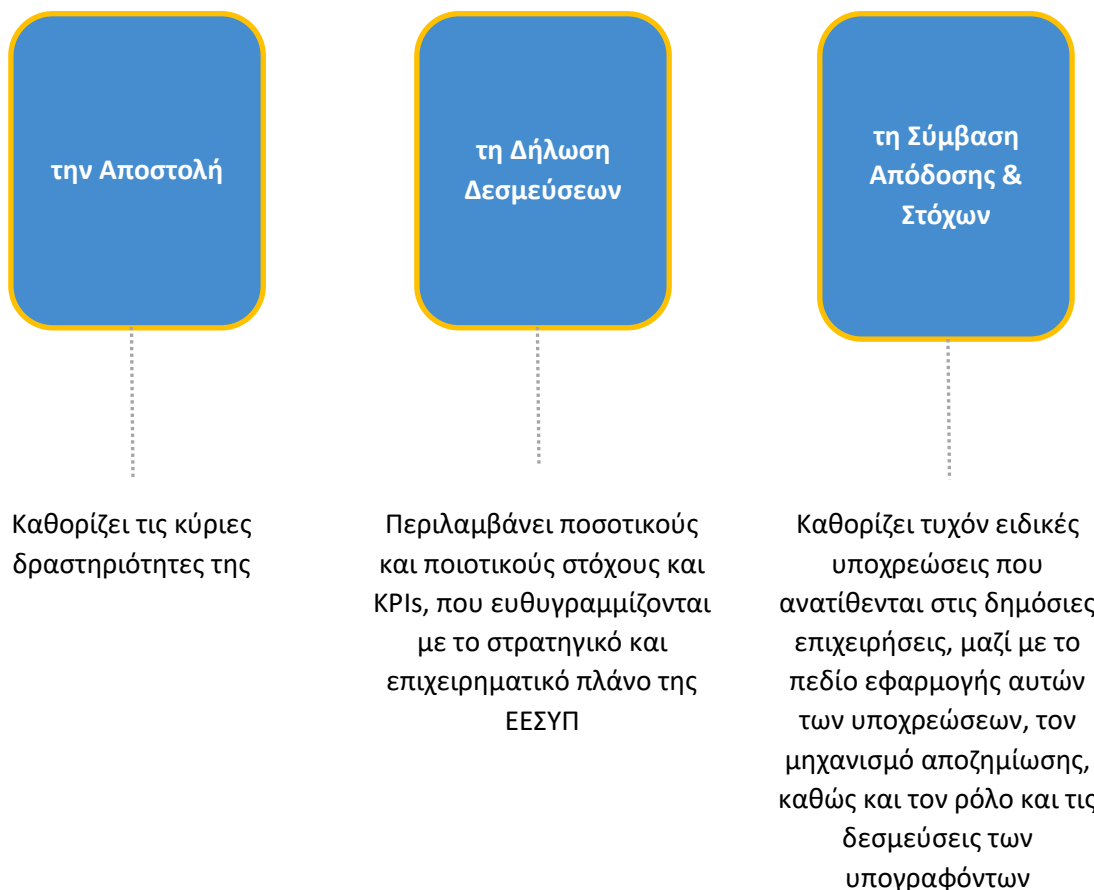 την Αποστολή
τη Δήλωση
Δεσμεύσεων
τη Σύμβαση
Απόδοσης &
Στόχων
Καθορίζει τις κύριες
δραστηριότητες της
Περιλαμβάνει ποσοτικούς
και ποιοτικούς στόχους και
KPIs, που ευθυγραμμίζονται
με το στρατηγικό και
επιχειρηματικό πλάνο της
ΕΕΣΥΠ
Καθορίζει τυχόν ειδικές
υποχρεώσεις που
ανατίθενται στις δημόσιες
επιχειρήσεις, μαζί με το
πεδίο εφαρμογής αυτών
των υποχρεώσεων, τον
μηχανισμό αποζημίωσης,
καθώς και τον ρόλο και τις
δεσμεύσεις των
υπογραφόντων